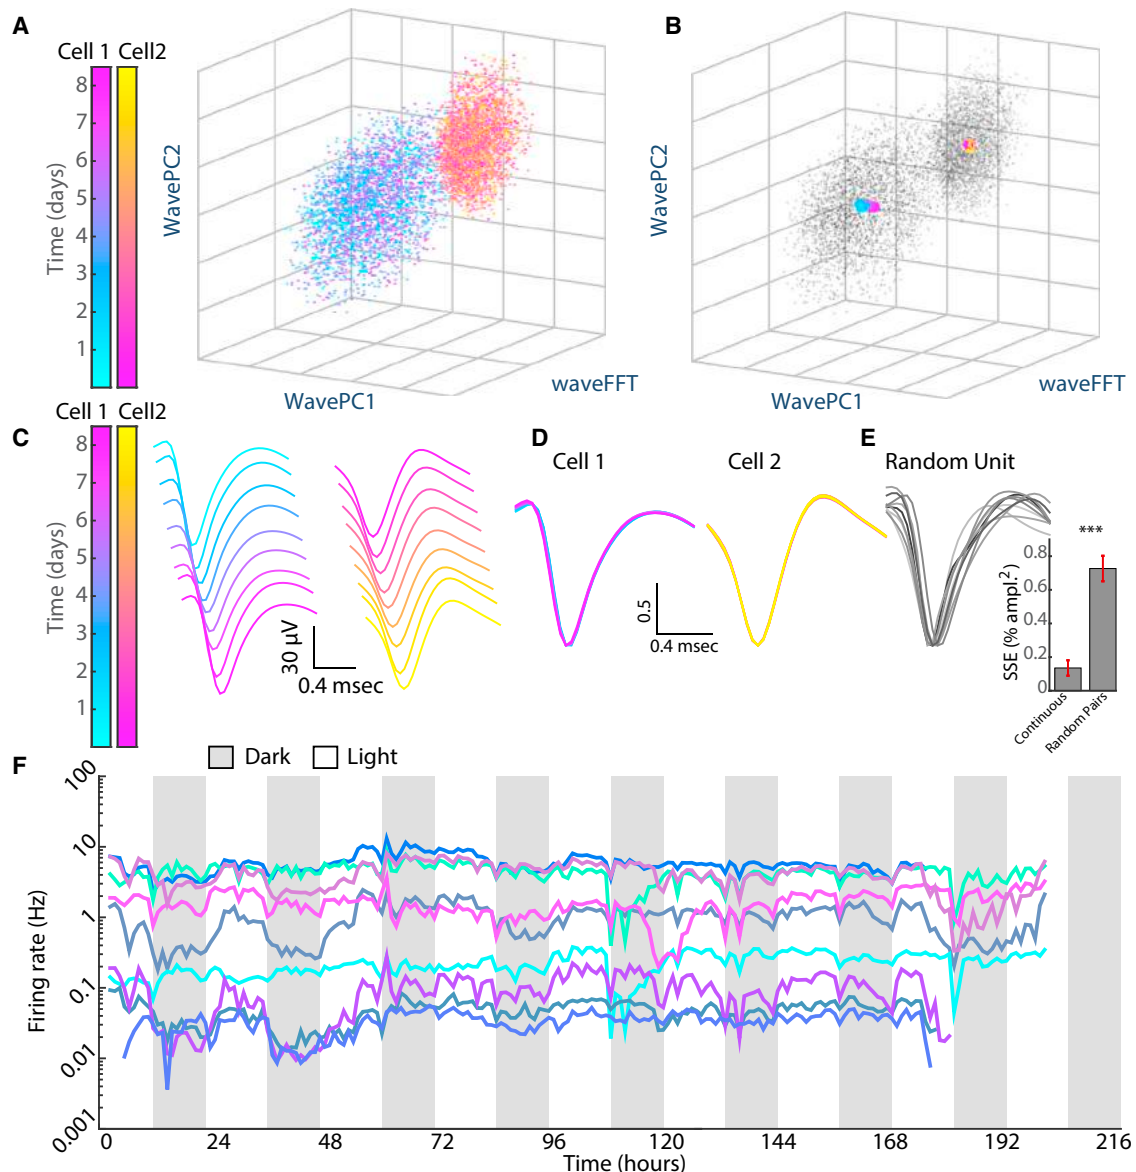 A
B
Cell 1 Cell2
8
7
6
5
4
3
2
1
Time (days)
WavePC2
WavePC1
waveFFT
WavePC2
WavePC1
waveFFT
Cell 1 Cell2
C
D
E
8
7
6
5
4
3
2
1
Time (days)
30 μV
0.4 msec
Cell 1
Cell 2
0.5
0.4 msec
Random Unit
***
0.8
0.6
0.4
0.2
0
SSE (% ampl.²)
Continuous
Random Pairs
Dark Light
F
100
10
1
0.1
0.01
0.001
Firing rate (Hz)
0 24 48 72 96 120 144 168 192 216
Time (hours)